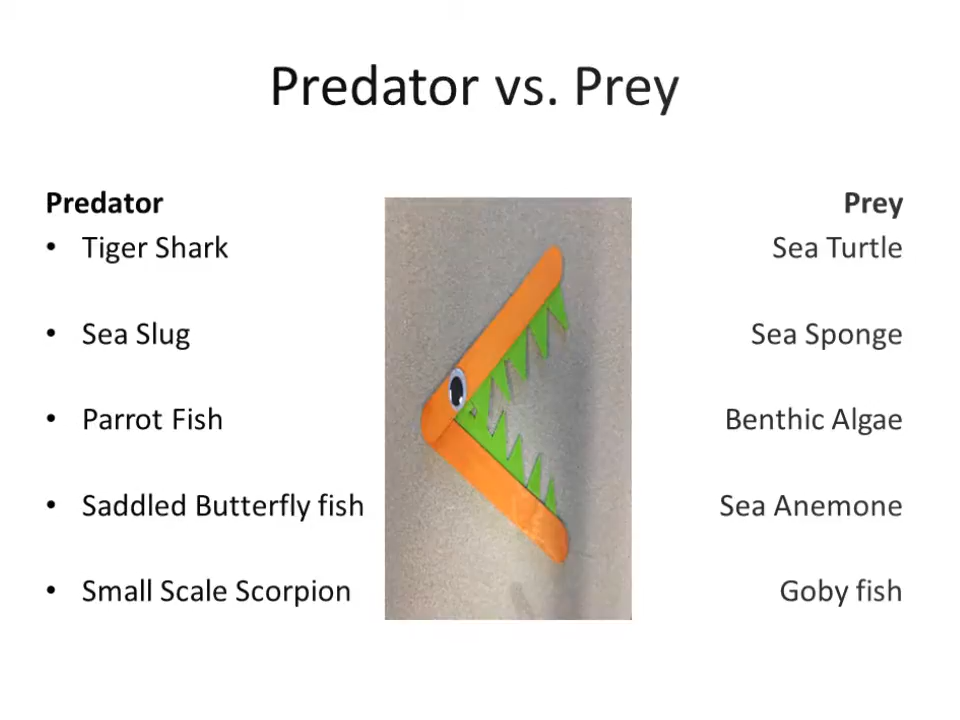 Predator vs. Prey
Predator
• Tiger Shark
• Sea Slug
• Parrot Fish
• Saddled Butterfly fish
• Small Scale Scorpion
Prey
Sea Turtle
Sea Sponge
Benthic Algae
Sea Anemone
Goby fish